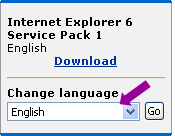 Internet Explorer 6
Service Pack 1
English
Download
Change language
English
Go